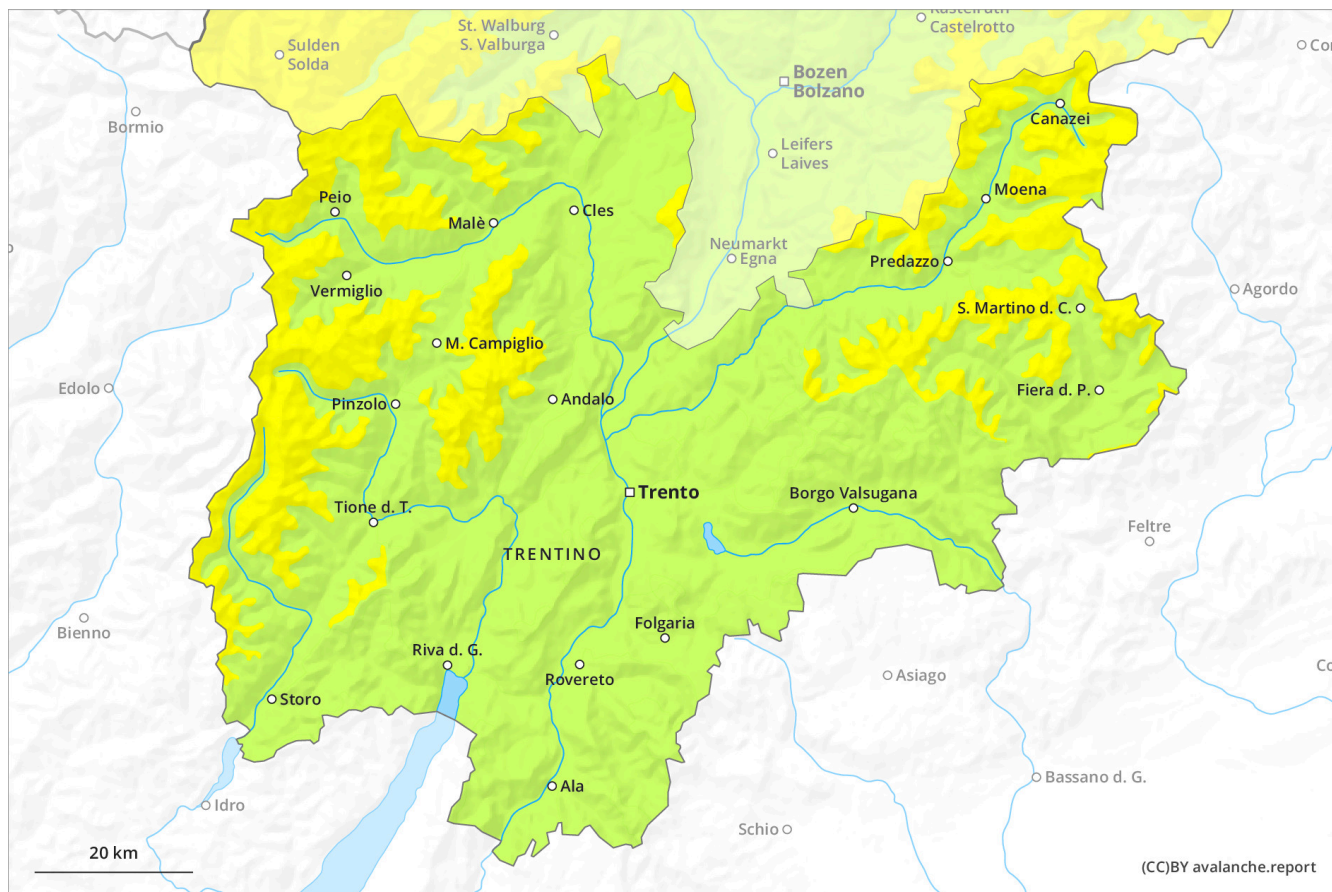 Kastelruth
Castelrotto
St. Walburg
S. Valburga
Sulden
Solda
Bozen
Bolzano
Bormio
Canazei
Leifers
Laives
Peio
Moena
Malè
Cles
Neumarkt
Egna
Predazzo
Vermiglio
Agordo
S. Martino d. C.
M. Campiglio
Edolo
Pinzolo
Andalo
Fiera d. P.
Trento
Borgo Valsugana
Tione d. T.
Feltre
TRENTINO
Bienno
Folgaria
Riva d. G.
Rovereto
Asiago
Storo
Ala
Bassano d. G.
Idro
Schio
20 km
(CC)BY avalanche.report